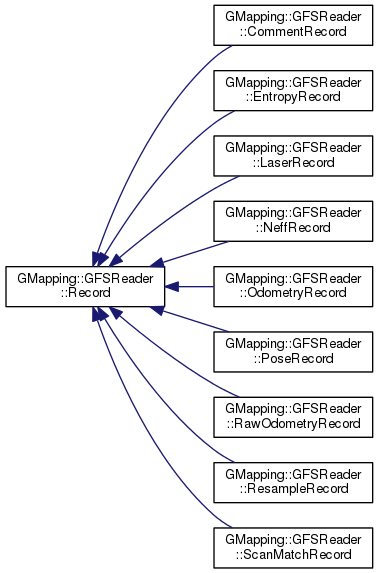 GMapping::GFSReader
::CommentRecord
GMapping::GFSReader
::EntropyRecord
GMapping::GFSReader
::LaserRecord
GMapping::GFSReader
::NeffRecord
GMapping::GFSReader
::Record
GMapping::GFSReader
::OdometryRecord
GMapping::GFSReader
::PoseRecord
GMapping::GFSReader
::RawOdometryRecord
GMapping::GFSReader
::ResampleRecord
GMapping::GFSReader
::ScanMatchRecord